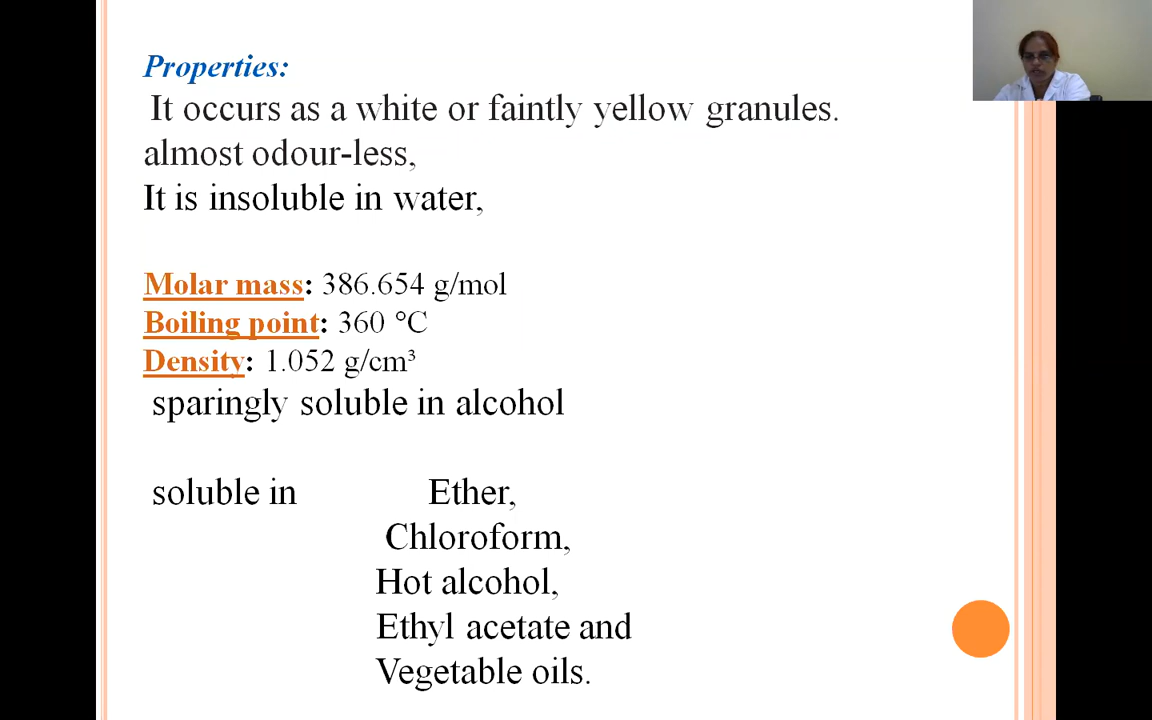 Properties:
It occurs as a white or faintly yellow granules.
almost odour-less,
It is insoluble in water,
Molar mass: 386.654 g/mol
Boiling point: 360 °C
Density: 1.052 g/cm³
sparingly soluble in alcohol
soluble in Ether,
Chloroform,
Hot alcohol,
Ethyl acetate and
Vegetable oils.